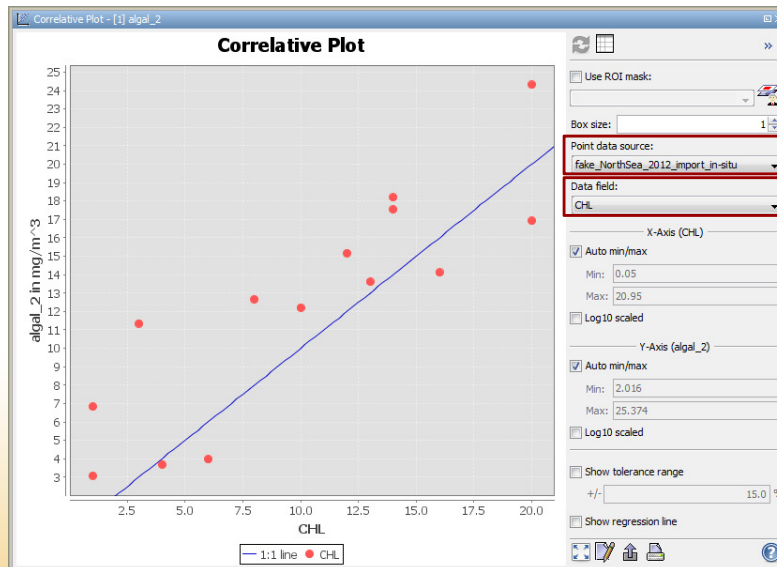 Correlative Plot - [1] algal_2
Correlative Plot
25
24
23
22
21
20
19
18
17
16
15
14
13
12
11
10
9
8
7
6
5
4
3
algal_2 in mg/m^3
2.5 5.0 7.5 10.0 12.5 15.0 17.5 20.0
CHL
1:1 line CHL
»
Use ROI mask:
Box size: 1
Point data source:
fake_NorthSea_2012_import_in-situ
Data field:
CHL
X-Axis (CHL)
Auto min/max
Min: 0.05
Max: 20.95
Log10 scaled
Y-Axis (algal_2)
Auto min/max
Min: 2.016
Max: 25.374
Log10 scaled
Show tolerance range
+/- 15.0 %
Show regression line
?